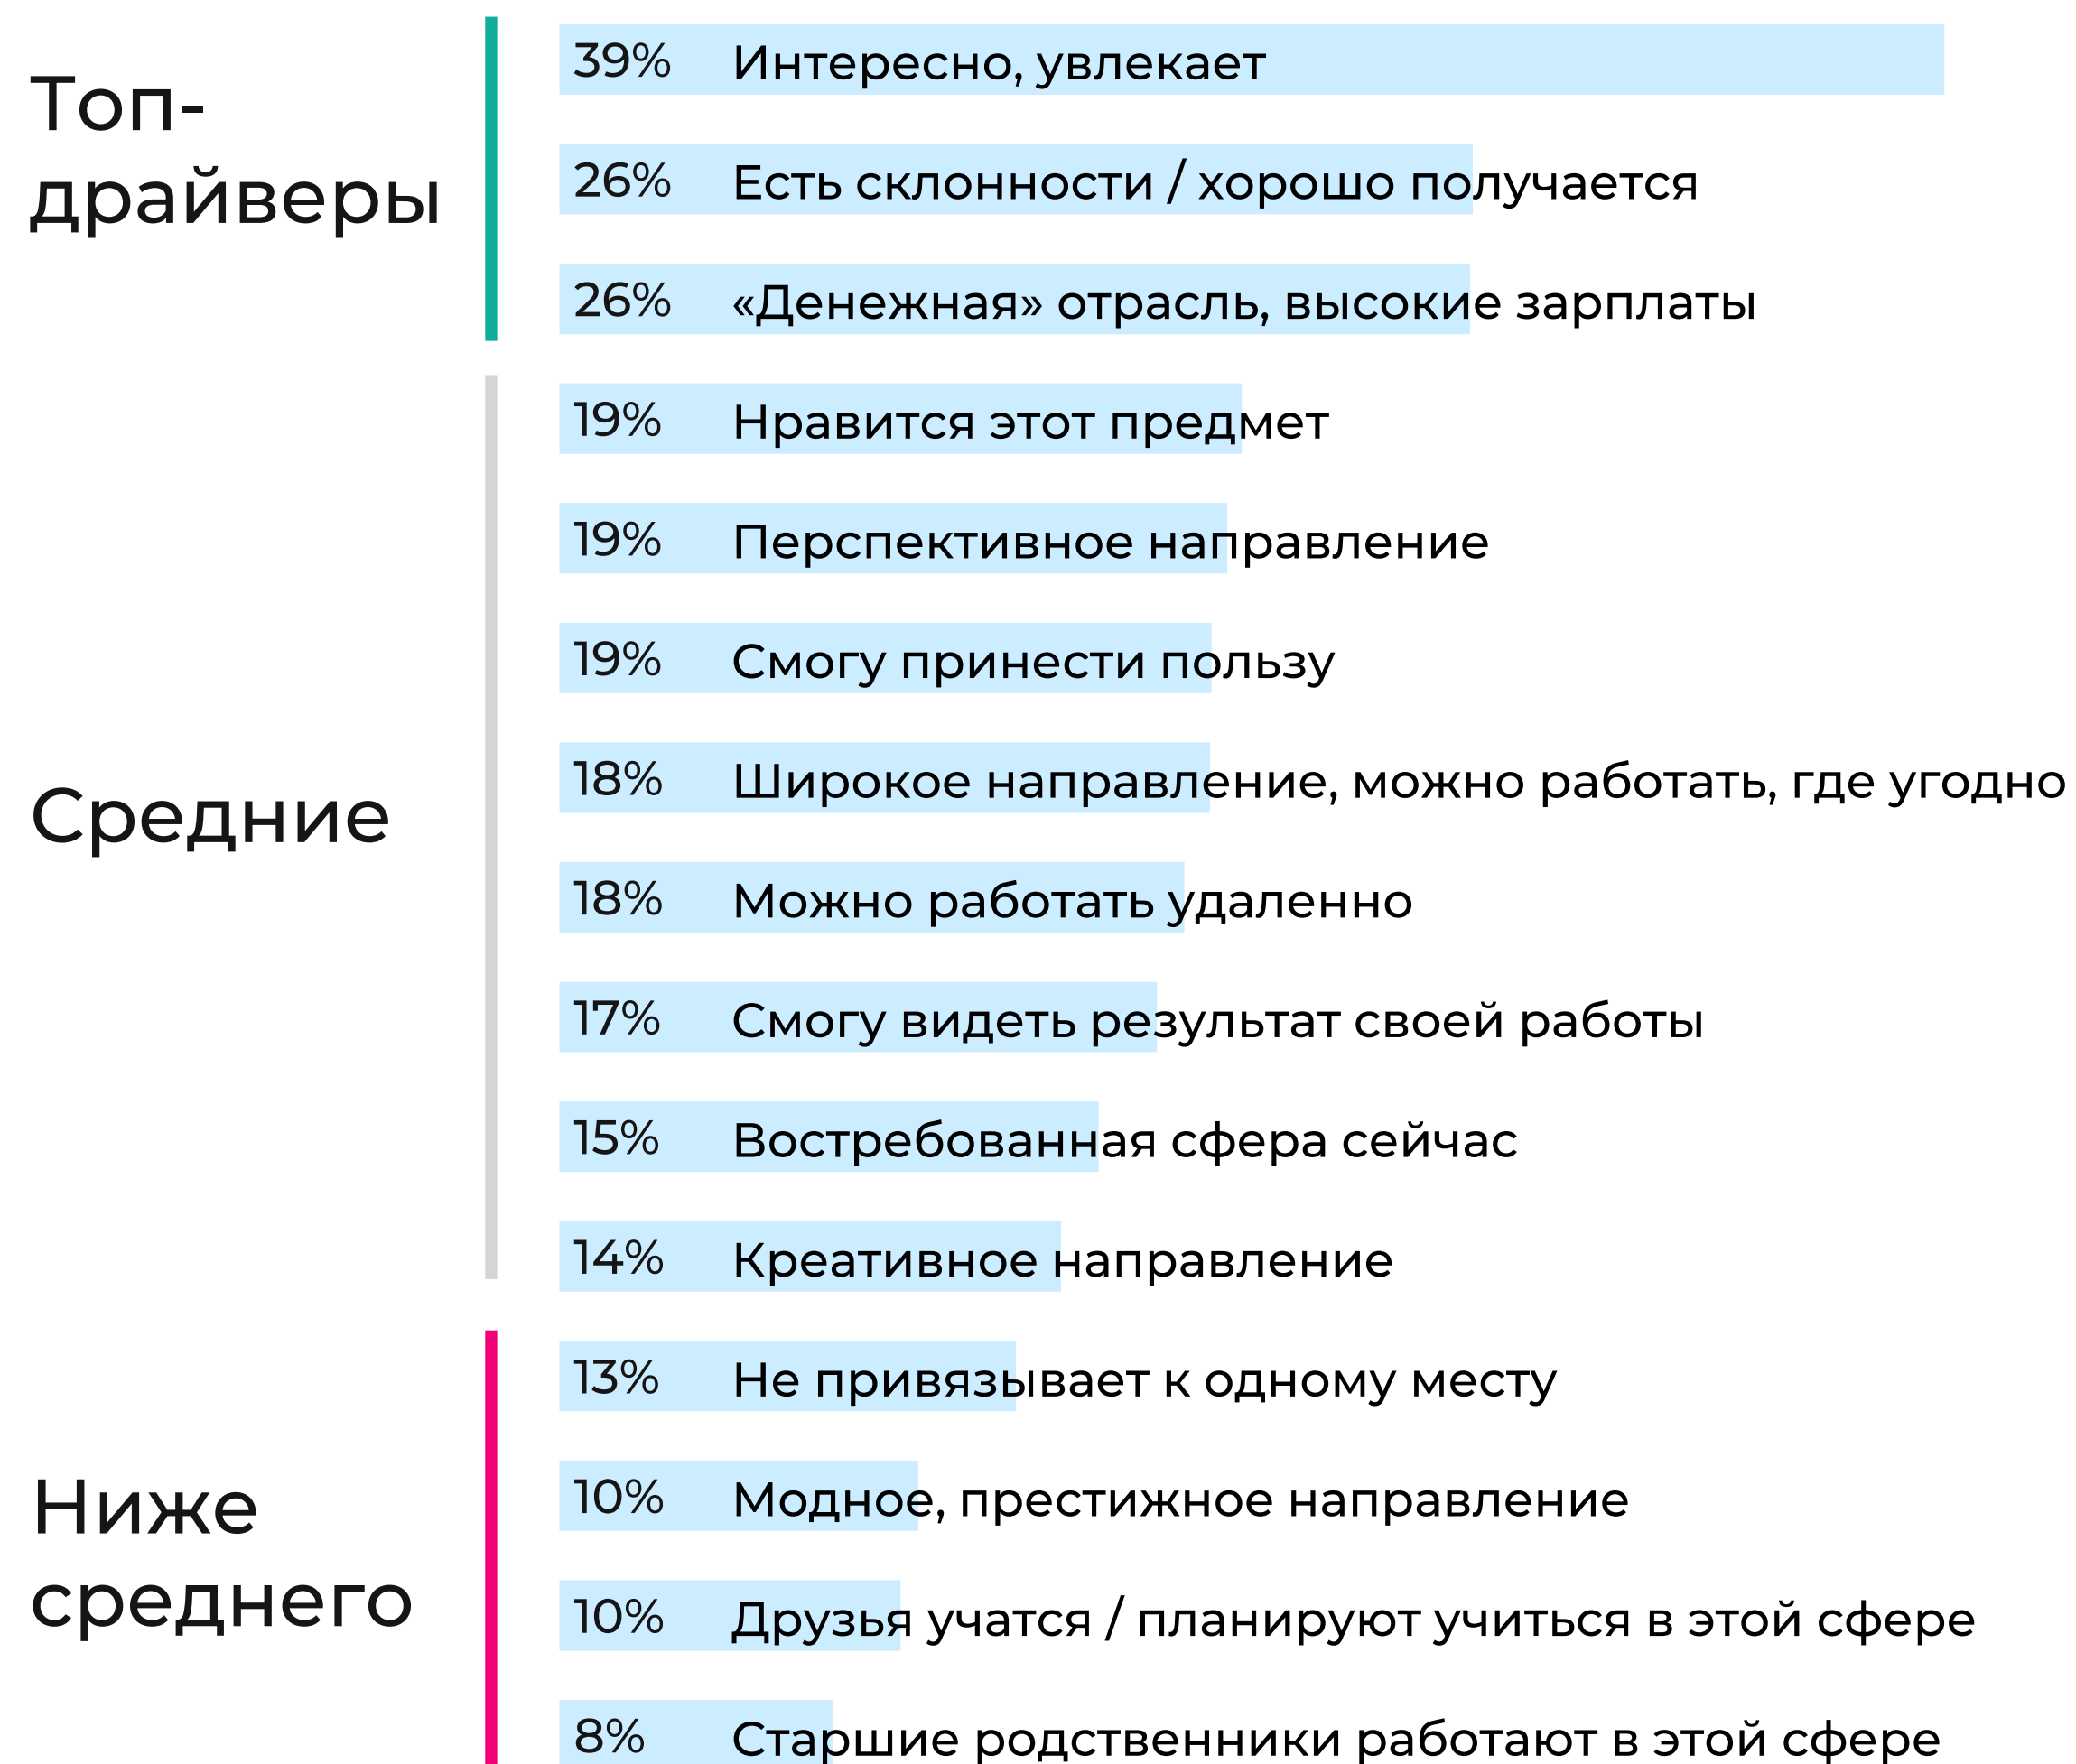 Топ-
драйверы
39% Интересно, увлекает
26% Есть склонности / хорошо получается
26% «Денежная» отрасль, высокие зарплаты
Средние
19% Нравится этот предмет
19% Перспективное направление
19% Смогу принести пользу
18% Широкое направление, можно работать, где угодно
18% Можно работать удаленно
17% Смогу видеть результат своей работы
15% Востребованная сфера сейчас
14% Креативное направление
Ниже
среднего
13% Не привязывает к одному месту
10% Модное, престижное направление
10% Друзья учатся / планируют учиться в этой сфере
8% Старшие родственники работают в этой сфере